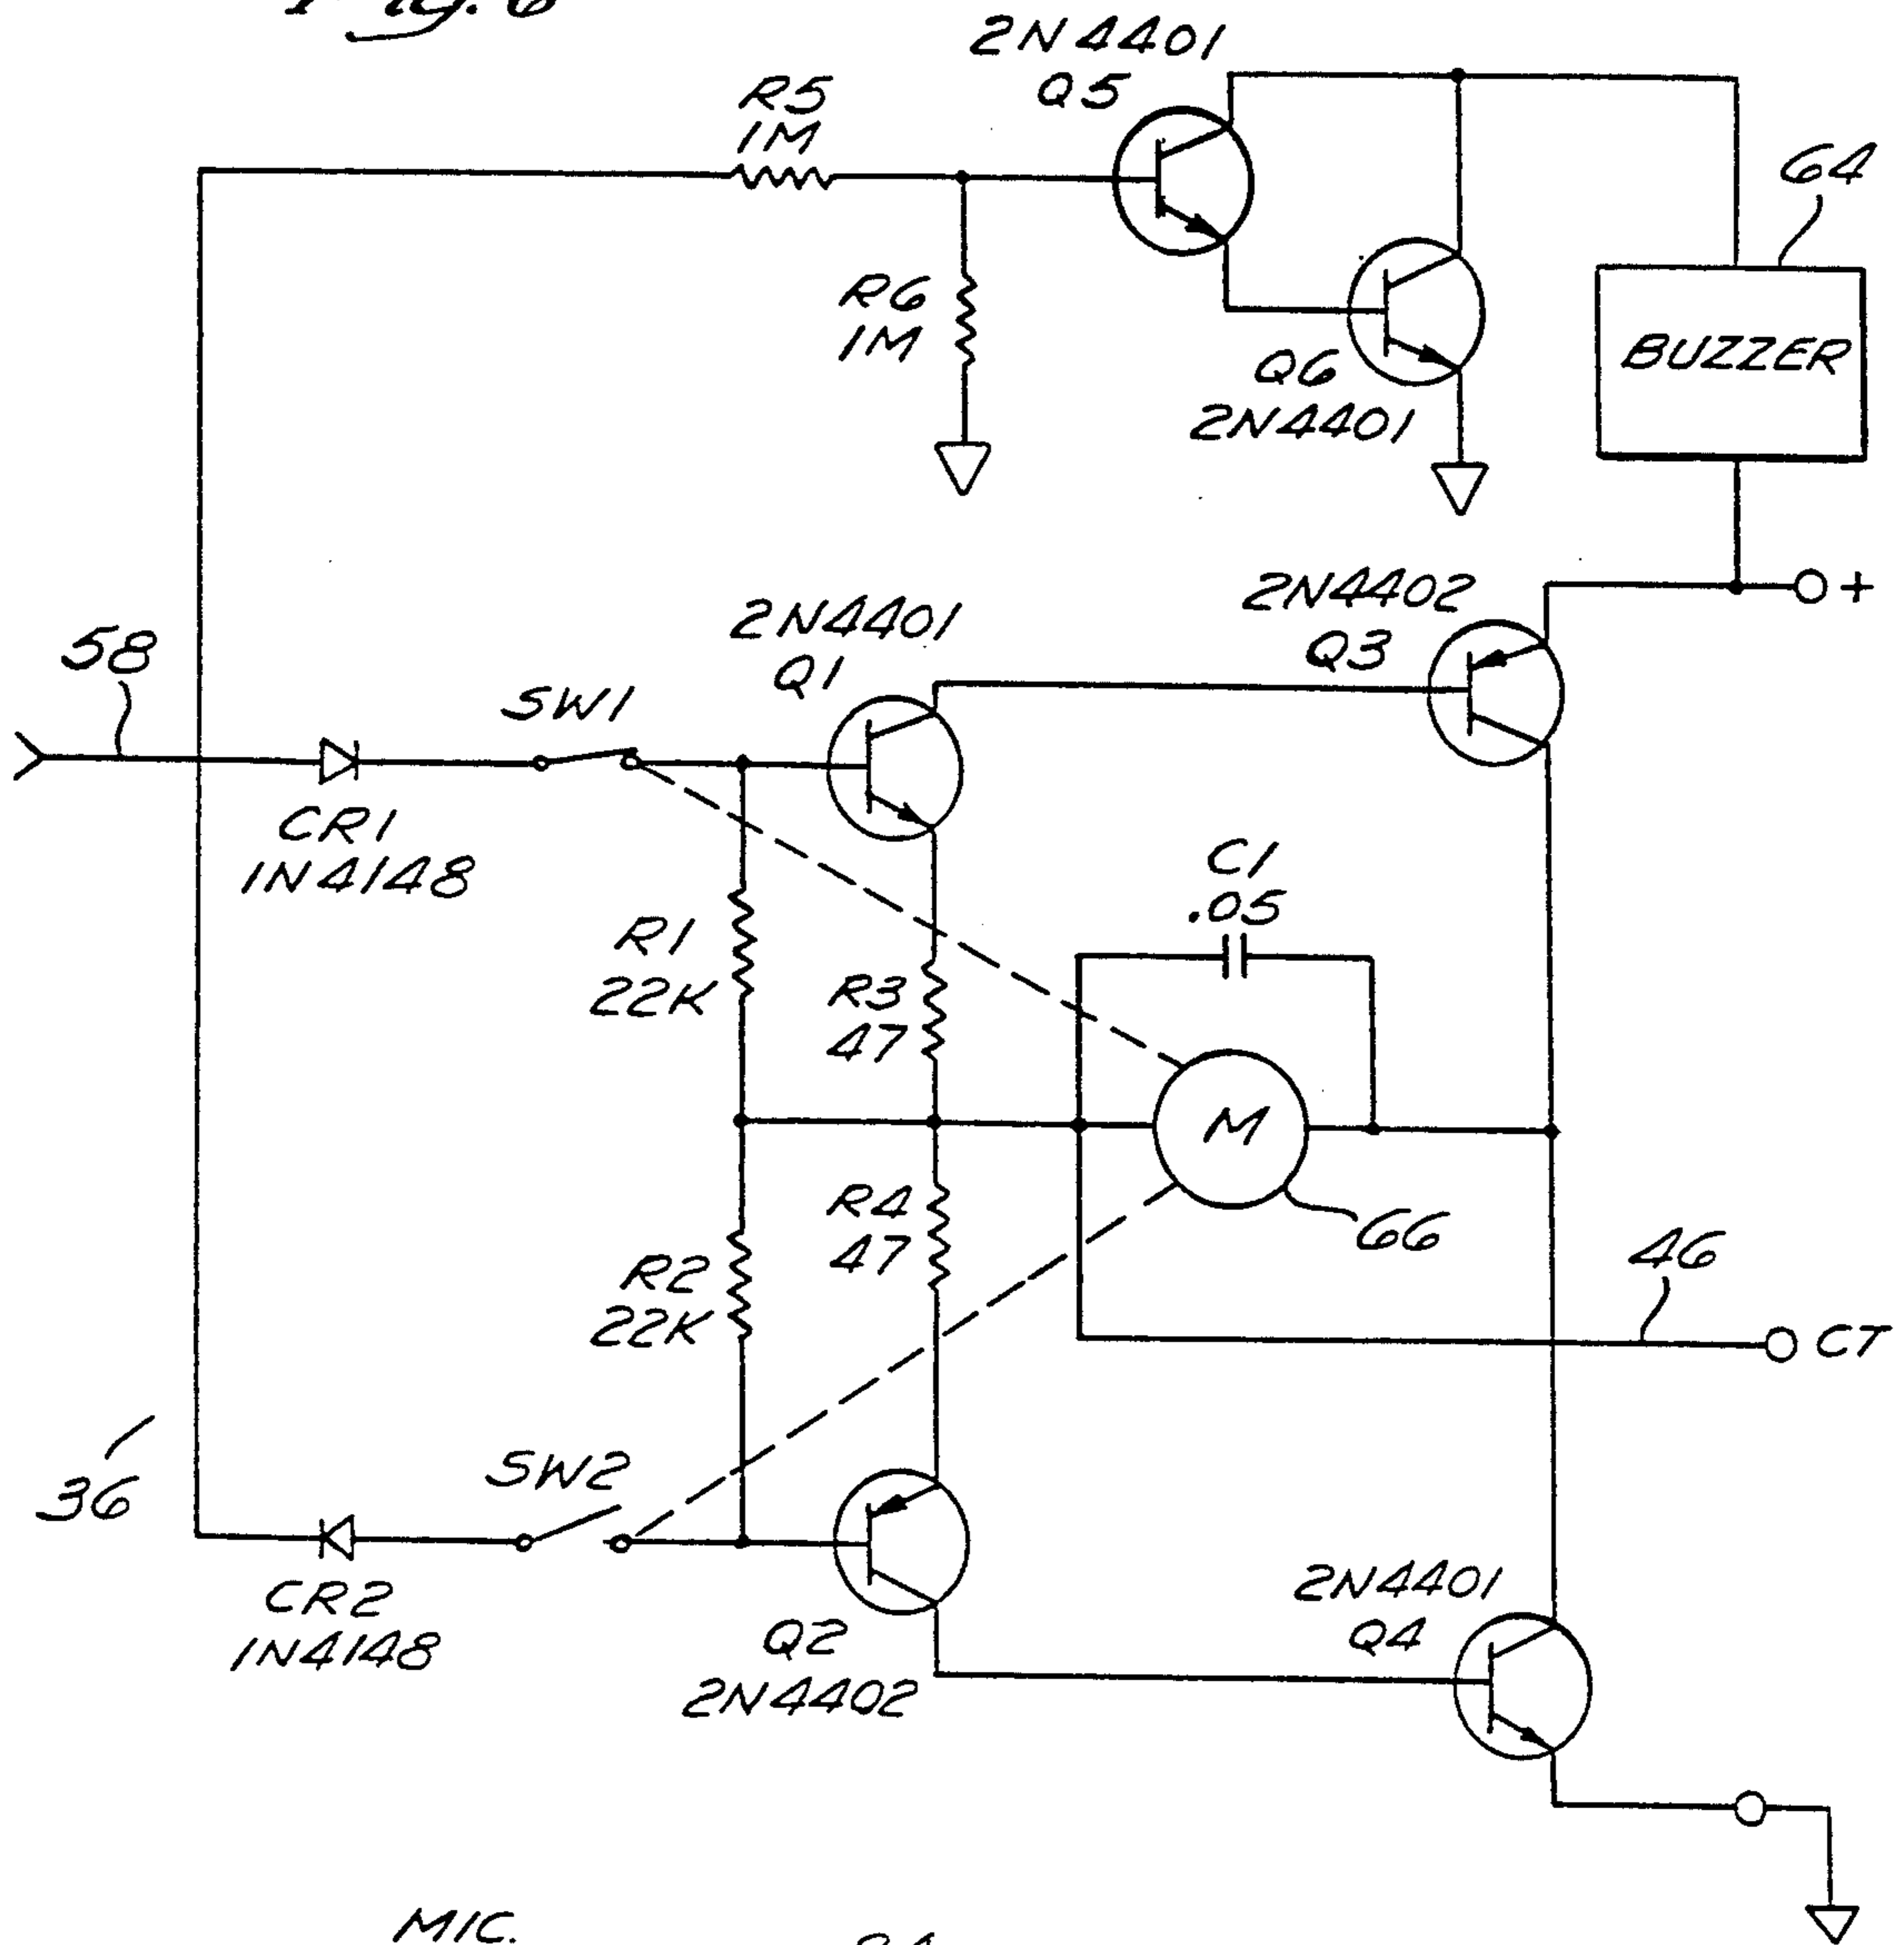 Fig. 6
2N4401
Q5
R5
1M
64
R6
1M
BUZZER
Q6
2N4401
2N4402
Q3
+
2N4401
Q1
58
SW1
CR1
1N4148
C1
.05
R1
22K
R3
47
M
66
R4
47
46
R2
22K
CT
36
SW2
CR2
1N4148
Q2
2N4402
2N4401
Q4
MIC.